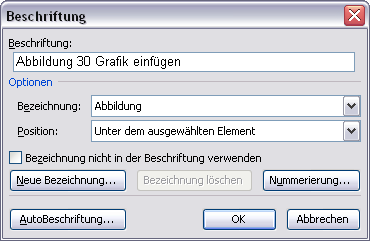 Beschriftung
Beschriftung:
Abbildung 30 Grafik einfügen
Optionen
Bezeichnung: Abbildung
Position: Unter dem ausgewählten Element
Bezeichnung nicht in der Beschriftung verwenden
Neue Bezeichnung... Bezeichnung löschen Nummerierung...
AutoBeschriftung... OK Abbrechen